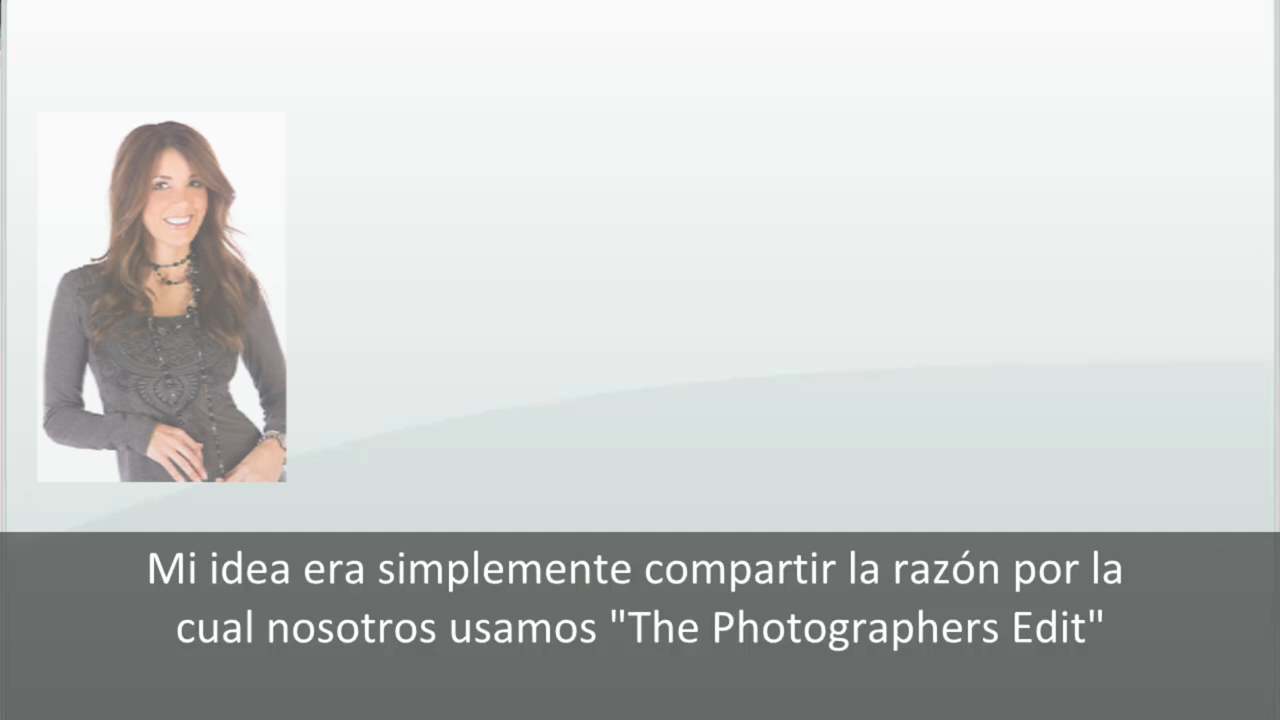 Mi idea era simplemente compartir la razón por la
cual nosotros usamos "The Photographers Edit"